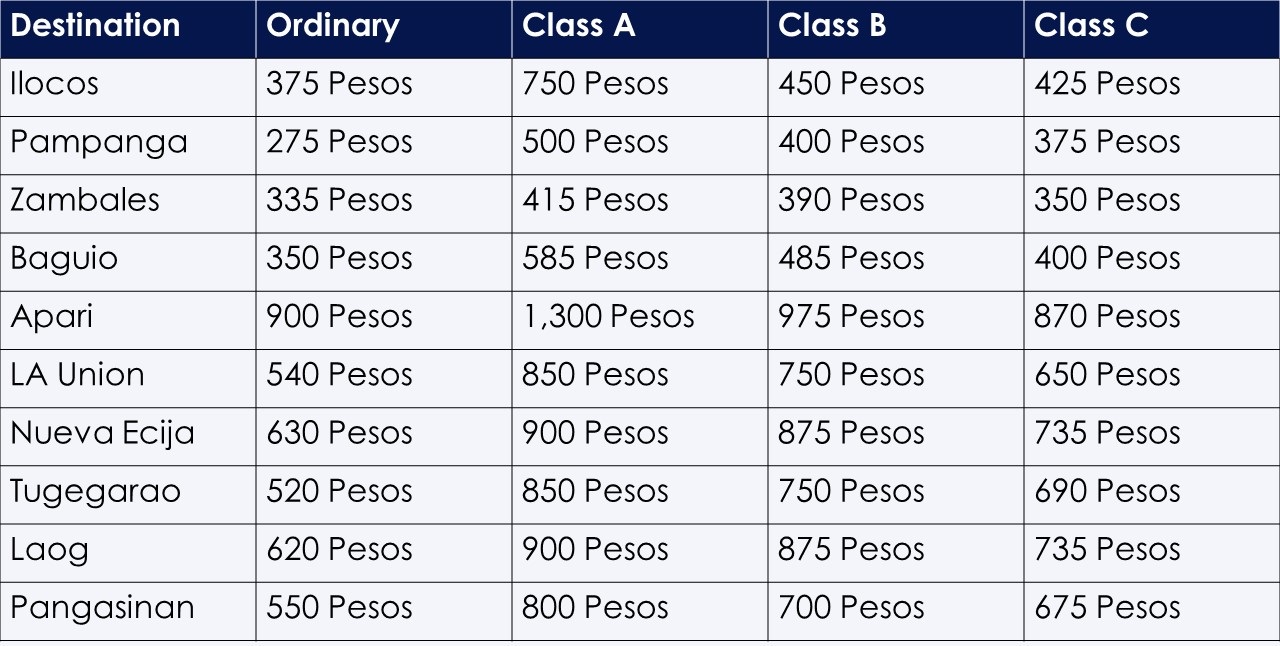 Destination Ordinary Class A Class B Class C
Ilocos 375 Pesos 750 Pesos 450 Pesos 425 Pesos
Pampanga 275 Pesos 500 Pesos 400 Pesos 375 Pesos
Zambales 335 Pesos 415 Pesos 390 Pesos 350 Pesos
Baguio 350 Pesos 585 Pesos 485 Pesos 400 Pesos
Apari 900 Pesos 1,300 Pesos 975 Pesos 870 Pesos
LA Union 540 Pesos 850 Pesos 750 Pesos 650 Pesos
Nueva Ecija 630 Pesos 900 Pesos 875 Pesos 735 Pesos
Tugegarao 520 Pesos 850 Pesos 750 Pesos 690 Pesos
Laog 620 Pesos 900 Pesos 875 Pesos 735 Pesos
Pangasinan 550 Pesos 800 Pesos 700 Pesos 675 Pesos